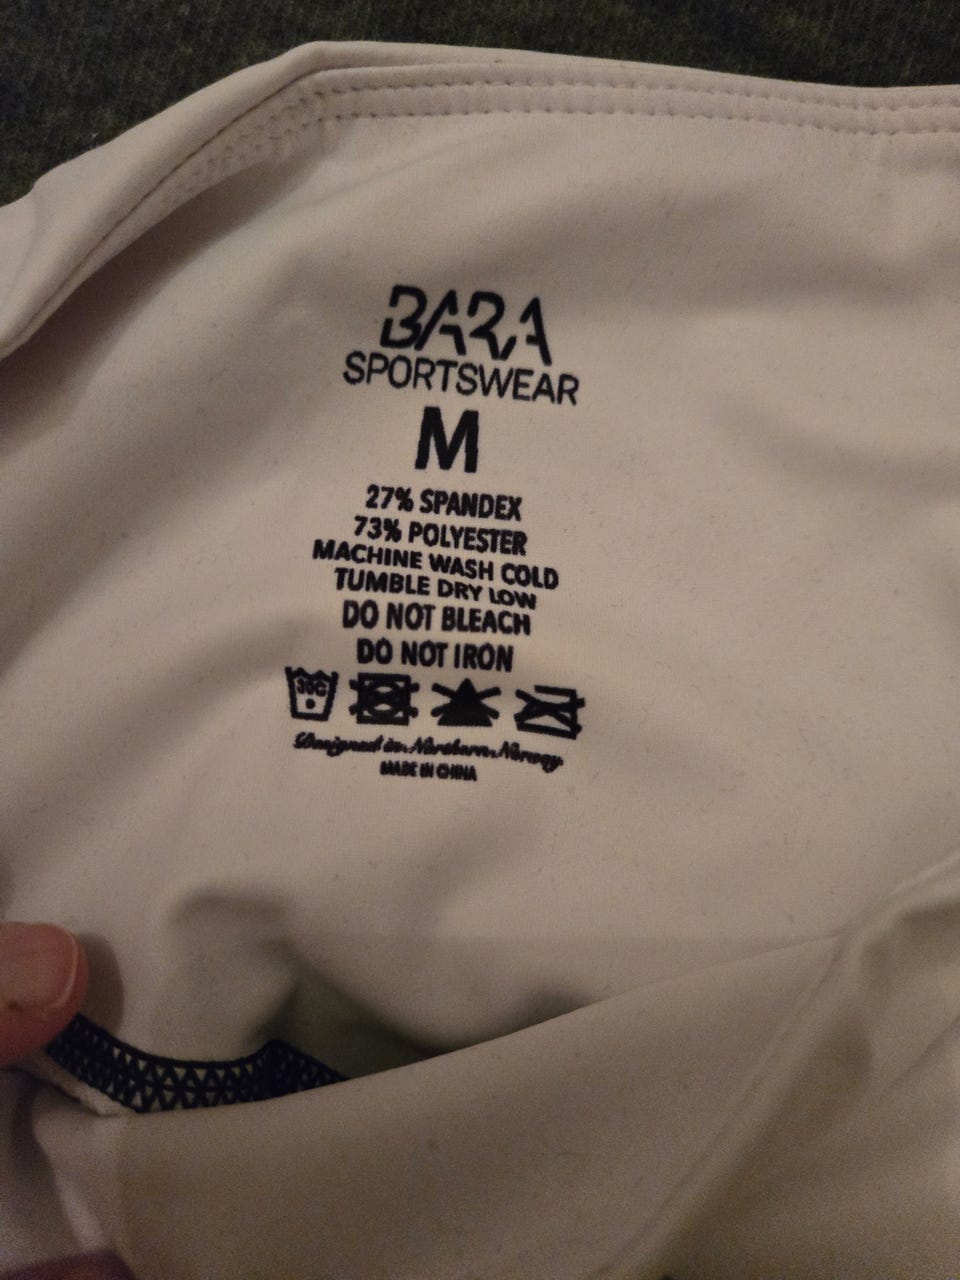 BARA
SPORTSWEAR
M
27% SPANDEX
73% POLYESTER
MACHINE WASH COLD
TUMBLE DRY LOW
DO NOT BLEACH
DO NOT IRON
30C
Designed in Northern Norway
MADE IN CHINA